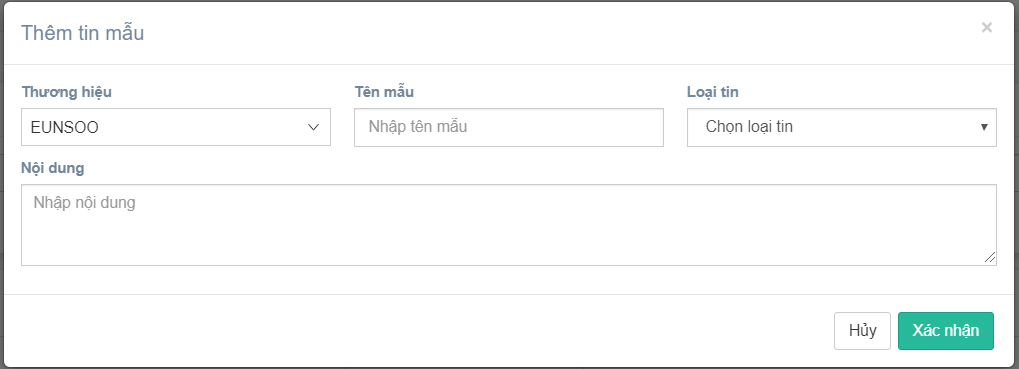 Thêm tin mẫu
×
Thương hiệu
Tên mẫu
Loại tin
EUNSOO
Nhập tên mẫu
Chọn loại tin
Nội dung
Nhập nội dung
Hủy
Xác nhận